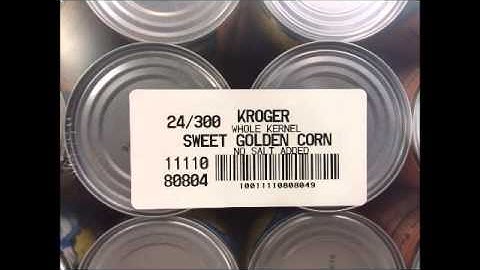 24/300 KROGER
WHOLE KERNEL
SWEET GOLDEN CORN
NO SALT ADDED
11110
80804
10011110808049